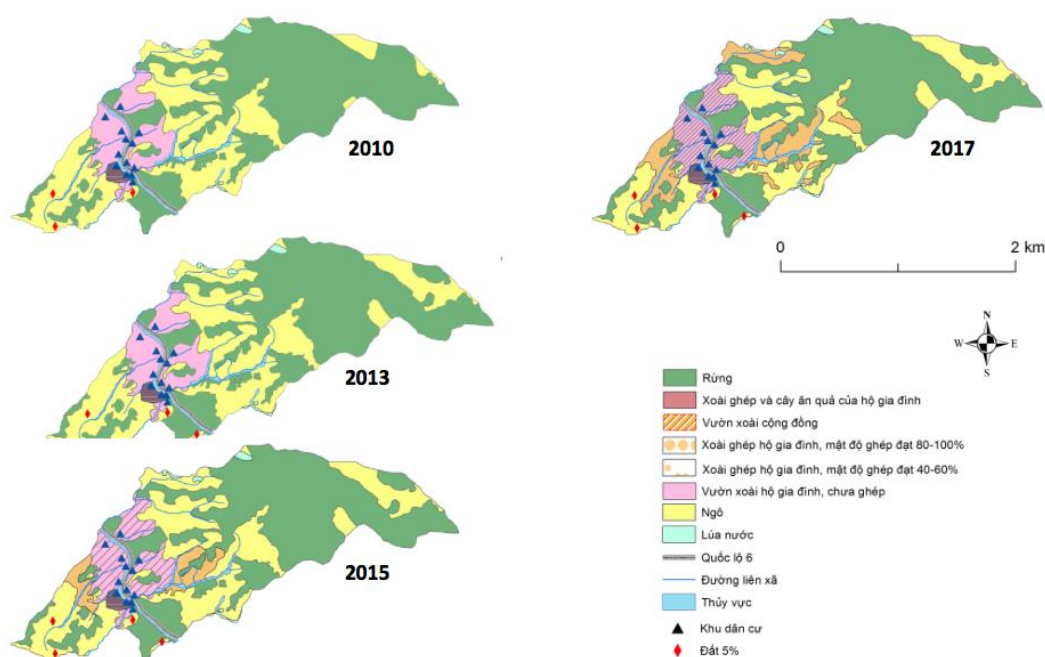 2010
2017
0
2 km
2013
N
W
E
S
2015
Rừng
Xoài ghép và cây ăn quả của hộ gia đình
Vườn xoài cộng đồng
Xoài ghép hộ gia đình, mật độ ghép đạt 80-100%
Xoài ghép hộ gia đình, mật độ ghép đạt 40-60%
Vườn xoài hộ gia đình, chưa ghép
Ngô
Lúa nước
Quốc lộ 6
Đường liên xã
Thủy vực
Khu dân cư
Đất 5%